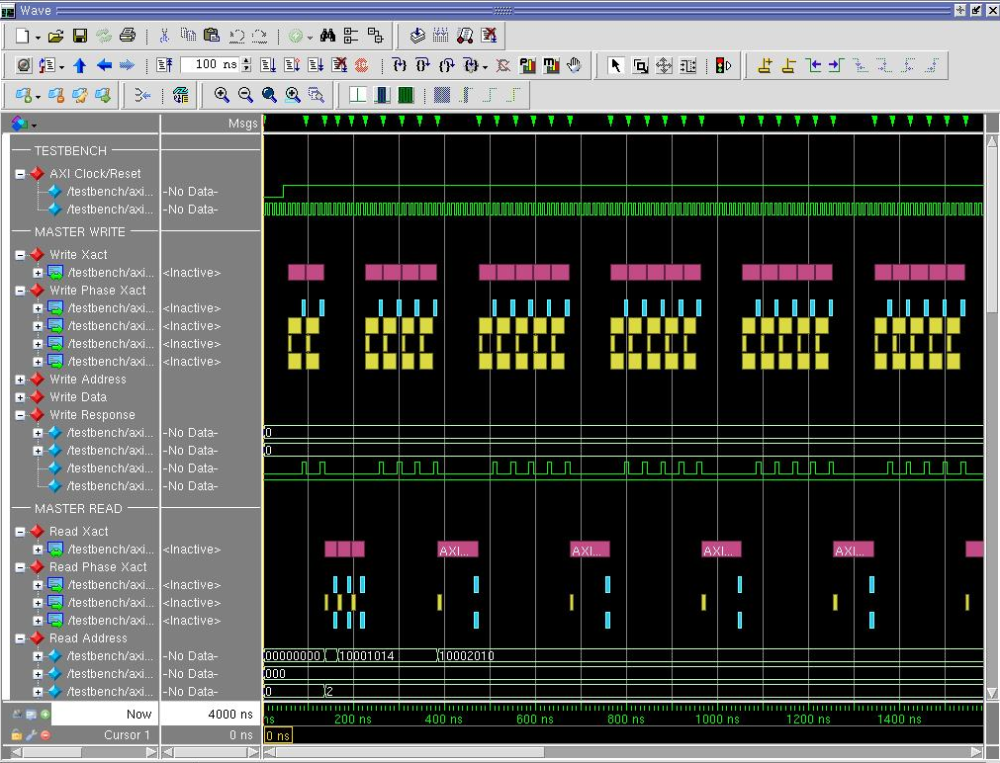 Wave
100 ns
Msgs
TESTBENCH
AXI Clock/Reset
/testbench/axi... -No Data-
/testbench/axi... -No Data-
MASTER WRITE
Write Xact
/testbench/axi... <Inactive>
Write Phase Xact
/testbench/axi... <Inactive>
/testbench/axi... <Inactive>
/testbench/axi... <Inactive>
/testbench/axi... <Inactive>
Write Address
Write Data
Write Response
/testbench/axi... -No Data- 0
/testbench/axi... -No Data- 0
/testbench/axi... -No Data-
/testbench/axi... -No Data-
MASTER READ
Read Xact
/testbench/axi... <Inactive> AXI... AXI... AXI... AXI...
Read Phase Xact
/testbench/axi... <Inactive>
/testbench/axi... <Inactive>
/testbench/axi... <Inactive>
Read Address
/testbench/axi... -No Data- 00000000 10001014 10002010
/testbench/axi... -No Data- 000
/testbench/axi... -No Data- 0 2
Now 4000 ns ns 200 ns 400 ns 600 ns 800 ns 1000 ns 1200 ns 1400 ns
Cursor 1 0 ns 0 ns